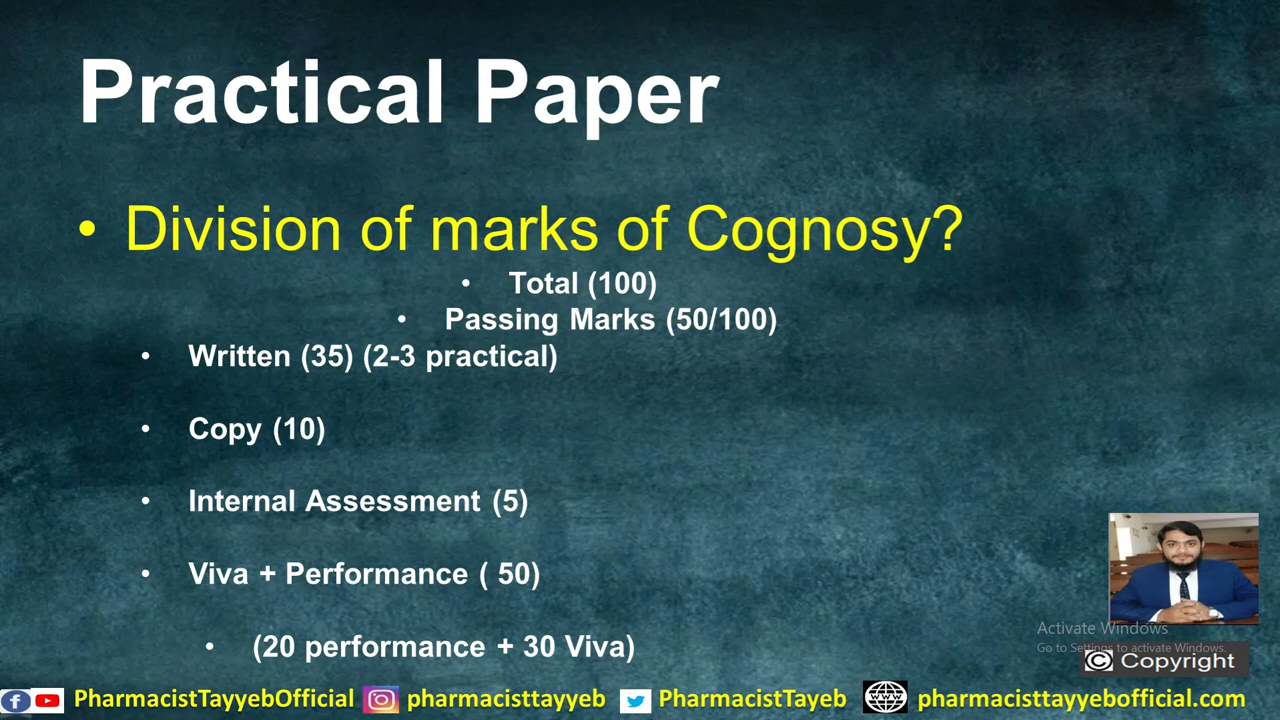 Practical Paper
• Division of marks of Cognosy?
• Total (100)
• Passing Marks (50/100)
• Written (35) (2-3 practical)
• Copy (10)
• Internal Assessment (5)
• Viva + Performance ( 50)
• (20 performance + 30 Viva)
Activate Windows
Go to Settings to activate Windows.
Copyright
PharmacistTayyebOfficial pharmacisttayyeb PharmacistTayeb www pharmacisttayyebofficial.com